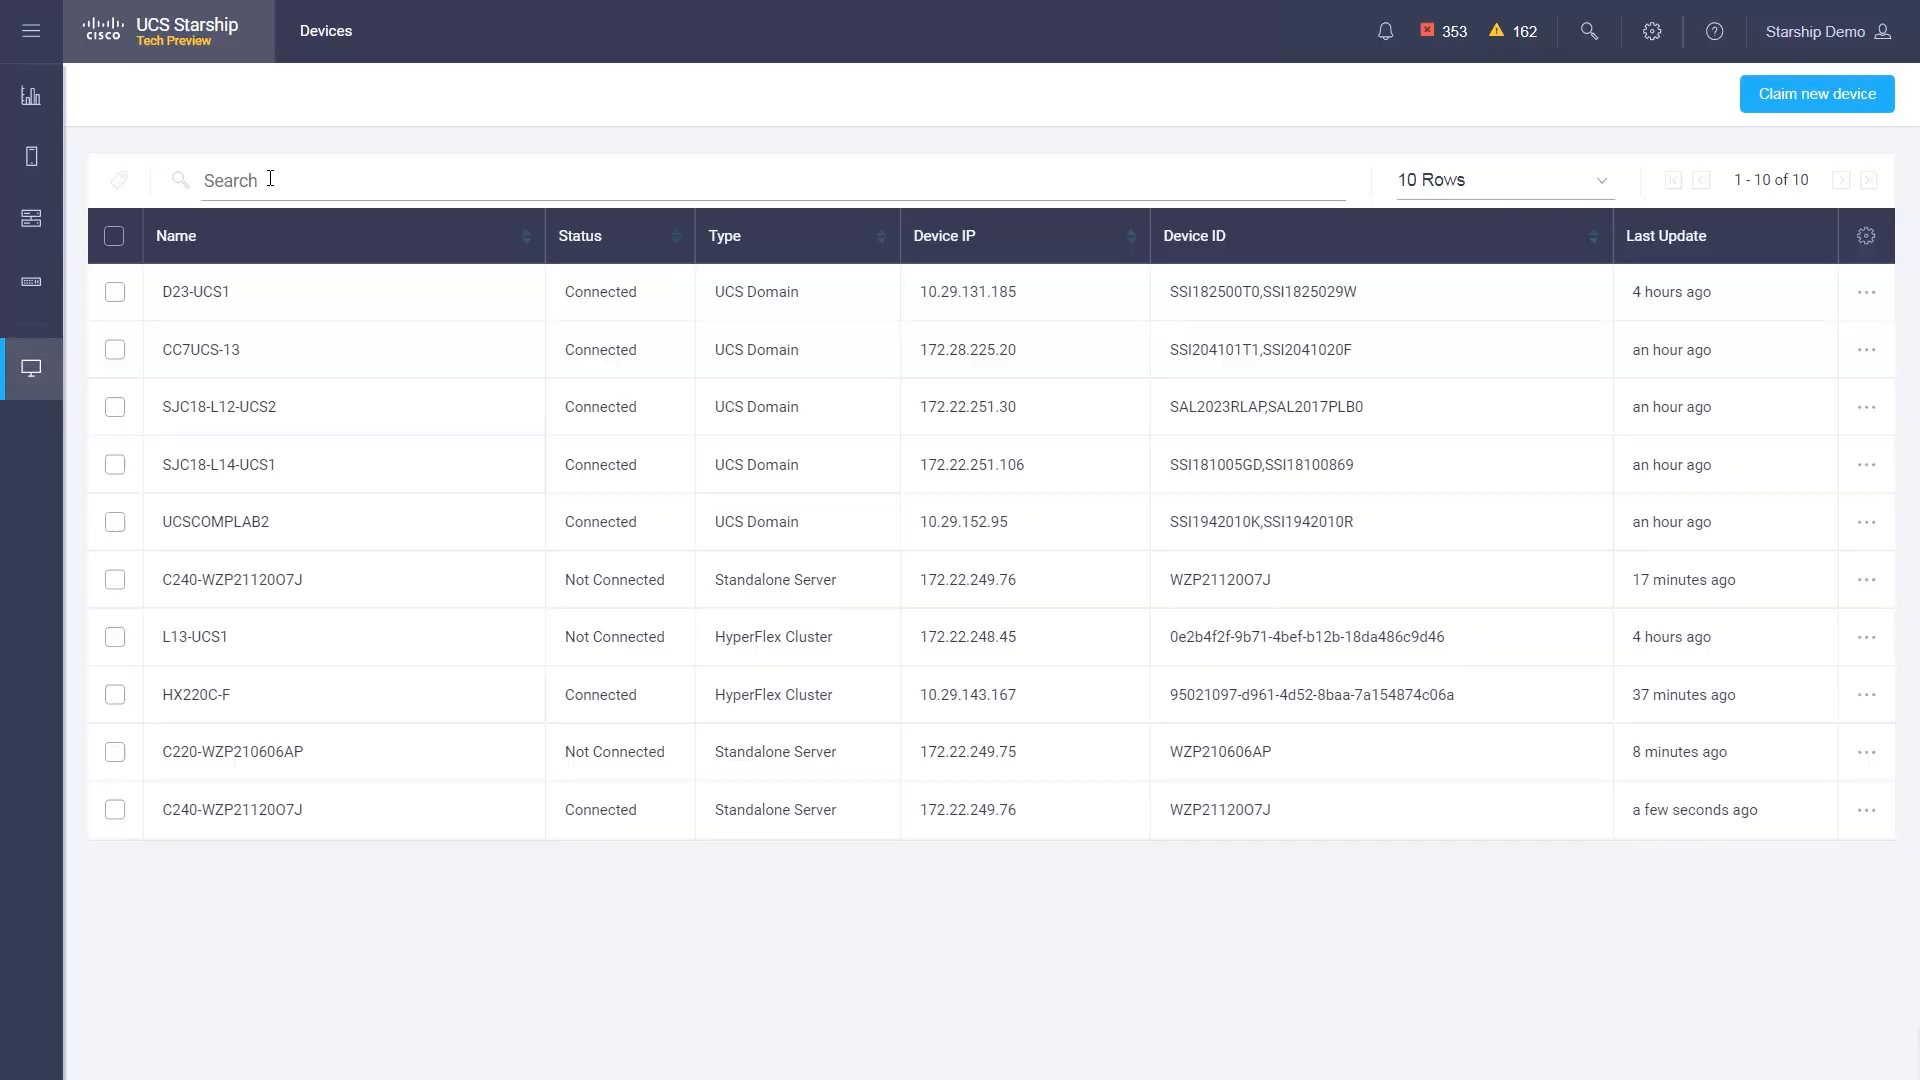 cisco
UCS Starship
Tech Preview
Devices
353
162
Starship Demo
Claim new device
Search
10 Rows
1 - 10 of 10
Name Status Type Device IP Device ID Last Update
D23-UCS1 Connected UCS Domain 10.29.131.185 SSI182500T0,SSI1825029W 4 hours ago
CC7UCS-13 Connected UCS Domain 172.28.225.20 SSI204101T1,SSI2041020F an hour ago
SJC18-L12-UCS2 Connected UCS Domain 172.22.251.30 SAL2023RLAP,SAL2017PLB0 an hour ago
SJC18-L14-UCS1 Connected UCS Domain 172.22.251.106 SSI181005GD,SSI18100869 an hour ago
UCSCOMPLAB2 Connected UCS Domain 10.29.152.95 SSI1942010K,SSI1942010R an hour ago
C240-WZP21120O7J Not Connected Standalone Server 172.22.249.76 WZP21120O7J 17 minutes ago
L13-UCS1 Not Connected HyperFlex Cluster 172.22.248.45 0e2b4f2f-9b71-4bef-b12b-18da486c9d46 4 hours ago
HX220C-F Connected HyperFlex Cluster 10.29.143.167 95021097-d961-4d52-8baa-7a154874c06a 37 minutes ago
C220-WZP210606AP Not Connected Standalone Server 172.22.249.75 WZP210606AP 8 minutes ago
C240-WZP21120O7J Connected Standalone Server 172.22.249.76 WZP21120O7J a few seconds ago